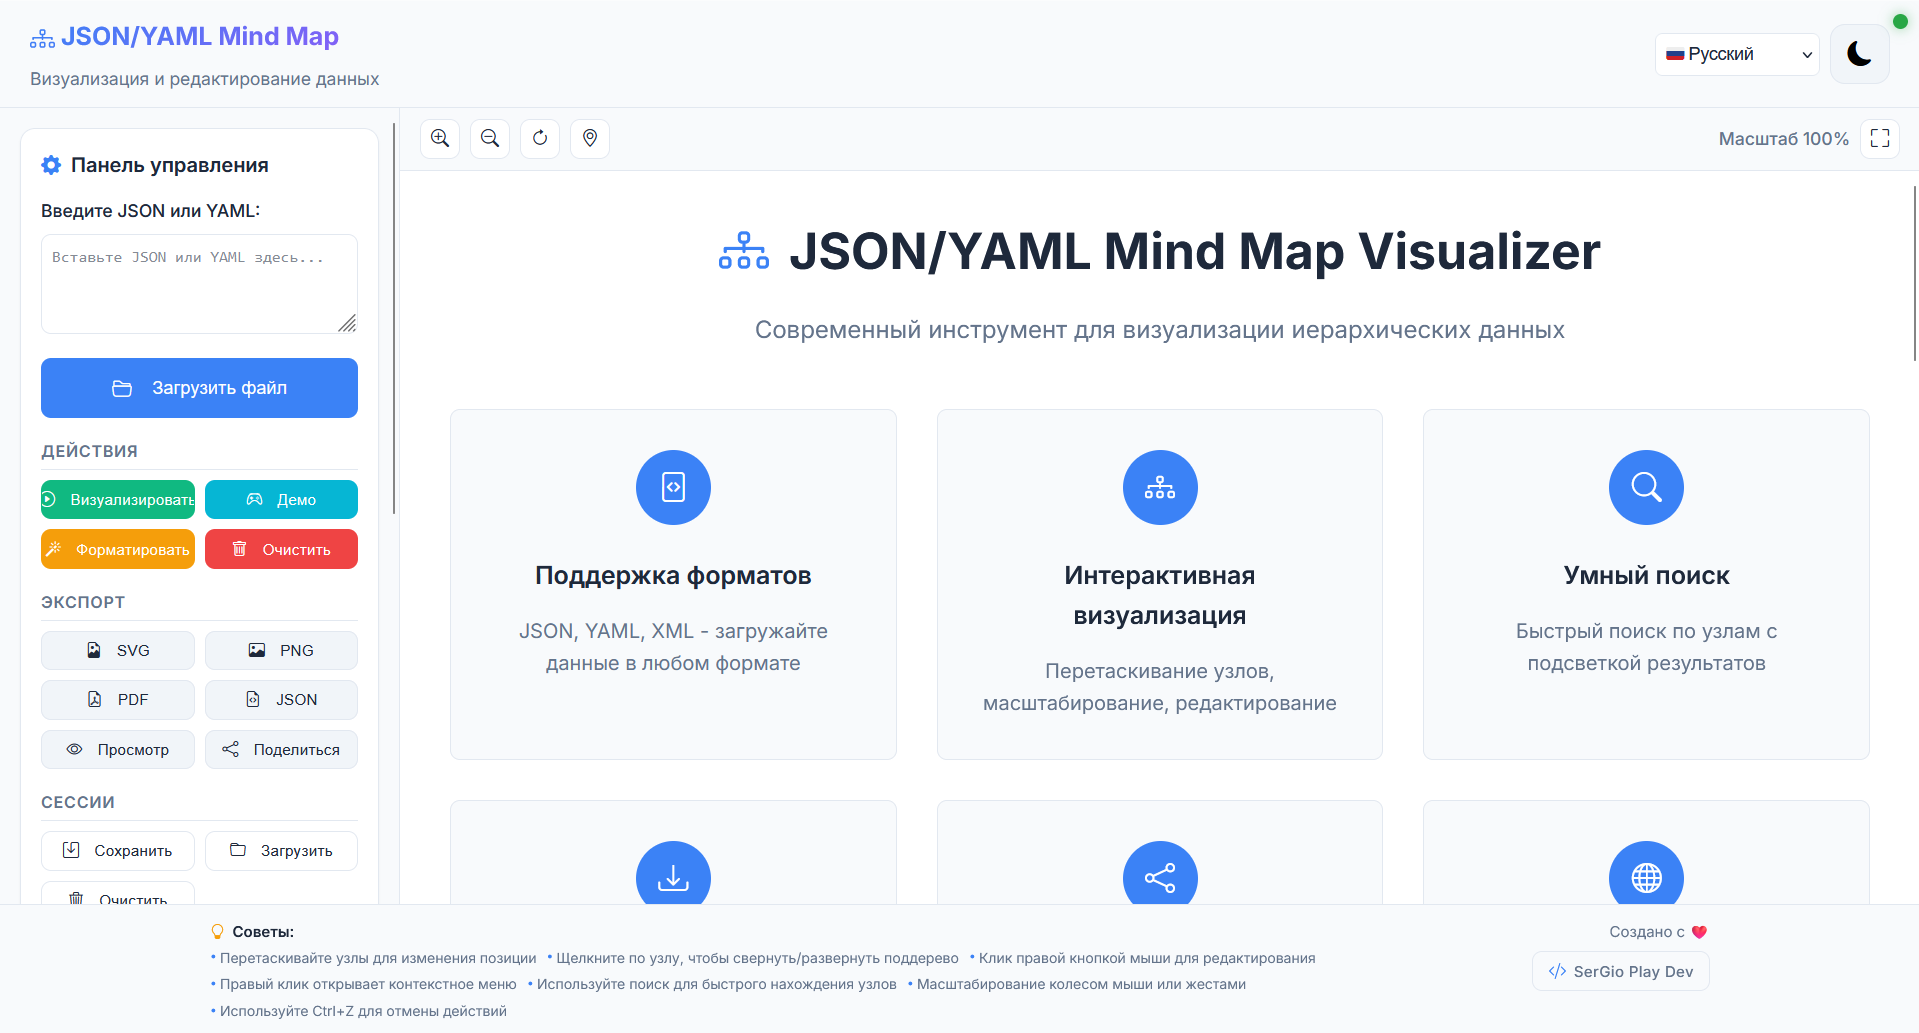 JSON/YAML Mind Map
Визуализация и редактирование данных
Русский
Панель управления
Введите JSON или YAML:
Вставьте JSON или YAML здесь...
Загрузить файл
ДЕЙСТВИЯ
Визуализировать
Демо
Форматировать
Очистить
ЭКСПОРТ
SVG
PNG
PDF
JSON
Просмотр
Поделиться
СЕССИИ
Сохранить
Загрузить
Очистить
Масштаб 100%
JSON/YAML Mind Map Visualizer
Современный инструмент для визуализации иерархических данных
Поддержка форматов
JSON, YAML, XML - загружайте
данные в любом формате
Интерактивная
визуализация
Перетаскивание узлов,
масштабирование, редактирование
Умный поиск
Быстрый поиск по узлам с
подсветкой результатов
Советы:
• Перетаскивайте узлы для изменения позиции • Щелкните по узлу, чтобы свернуть/развернуть поддерево • Клик правой кнопкой мыши для редактирования
• Правый клик открывает контекстное меню • Используйте поиск для быстрого нахождения узлов • Масштабирование колесом мыши или жестами
• Используйте Ctrl+Z для отмены действий
Создано с ❤️
SerGio Play Dev